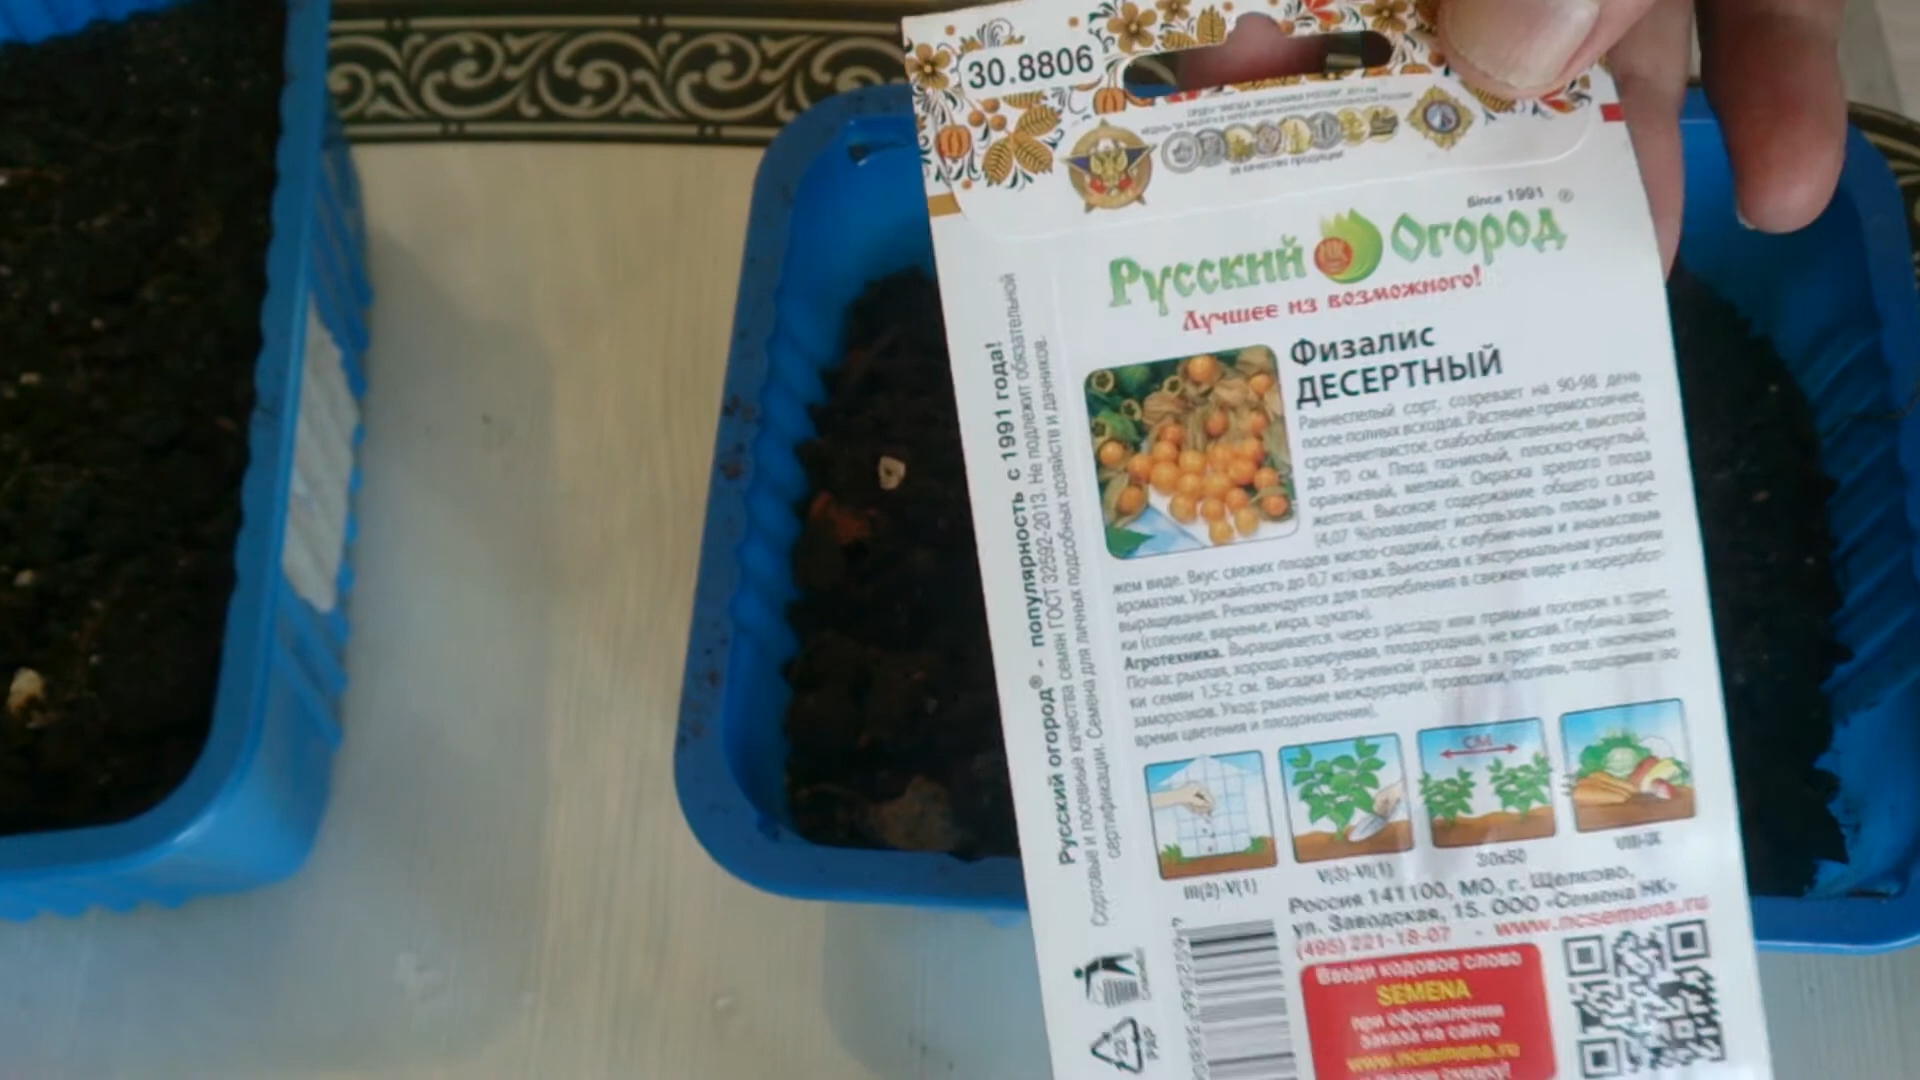 30.8806
за качество продукции
Since 1991
Русский Огород
Лучшее из возможного!
Физалис
ДЕСЕРТНЫЙ
Раннеспелый сорт, созревает на 90-98 день
после полных всходов. Растение прямостоячее,
средневетвистое, слабооблиственное, высотой
до 70 см. Плод пониклый, плоско-округлый,
оранжевый, мелкий. Окраска зрелого плода
желтая. Высокое содержание общего сахара
(4,07 %)позволяет использовать плоды в све-
жем виде. Вкус свежих плодов кисло-сладкий, с клубничным и ананасовым
ароматом. Урожайность до 0,7 кг/кв.м. Вынослив к экстремальным условиям
выращивания. Рекомендуется для потребления в свежем виде и переработ-
ки (соление, варенье, икра, цукаты).
Агротехника. Выращивается через рассаду или прямым посевом в грунт.
Почва: рыхлая, хорошо аэрируемая, плодородная, не кислая. Глубина задел-
ки семян 1,5-2 см. Высадка 30-дневной рассады в грунт после окончания
заморозков. Уход: рыхление междурядий, прополки, поливы, подкормки (во
время цветения и плодоношения).
СМ
III(2)-V(1)
V(3)-VI(1)
30х50
VIII-IX
Россия 141100, МО, г. Щелково,
ул. Заводская, 15. ООО «Семена НК»
(495) 221-18-07 - www.ncsemena.ru
Вводи кодовое слово
SEMENA
при оформлении
заказа на сайте
www.ncsemena.ru
Русский огород® - популярность с 1991 года!
Сортовые и посевные качества семян ГОСТ 32592-2013. Не подлежит обязательной
сертификации. Семена для личных подсобных хозяйств и дачников.
22
PAP